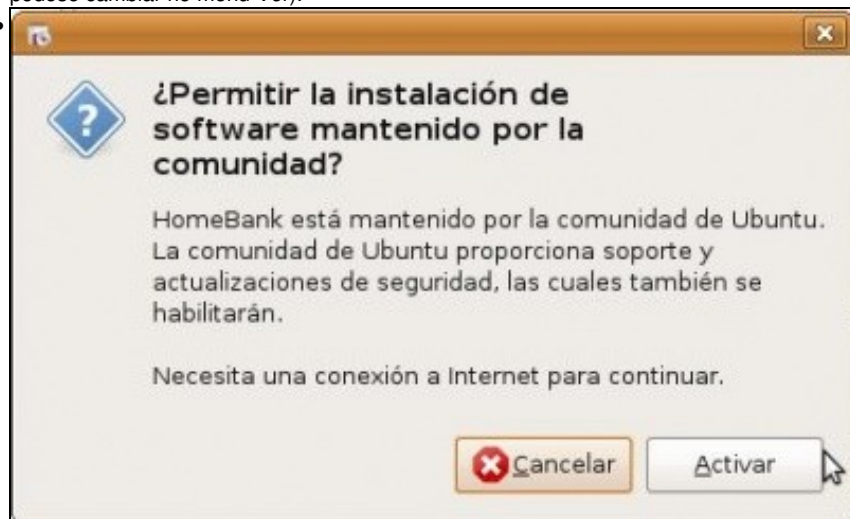 ¿Permitir la instalación de
software mantenido por la
comunidad?
HomeBank está mantenido por la comunidad de Ubuntu.
La comunidad de Ubuntu proporciona soporte y
actualizaciones de seguridad, las cuales también se
habilitarán.
Necesita una conexión a Internet para continuar.
Cancelar Activar